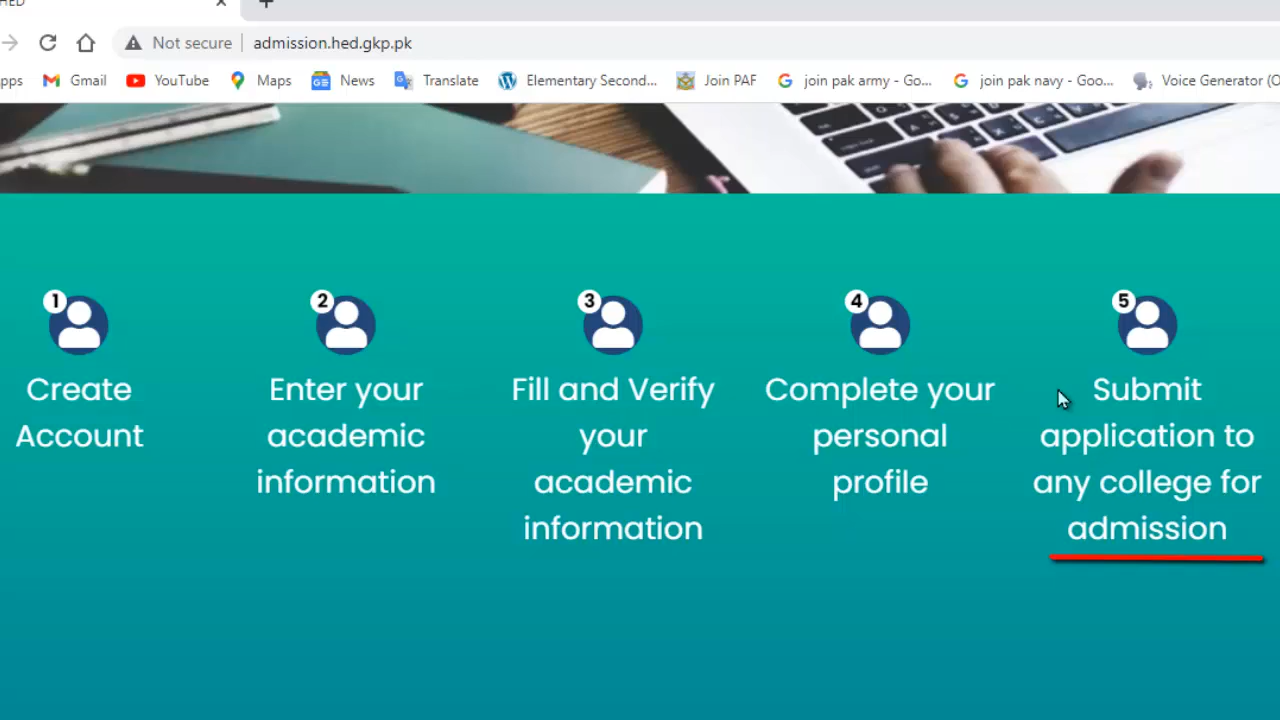 HED
Not secure admission.hed.gkp.pk
pps Gmail YouTube Maps GE News Translate Elementary Second... Join PAF join pak army - Go... join pak navy - Goo... Voice Generator (O
1 2 3 4 5
Create
Account
Enter your
academic
information
Fill and Verify
your
academic
information
Complete your
personal
profile
Submit
application to
any college for
admission